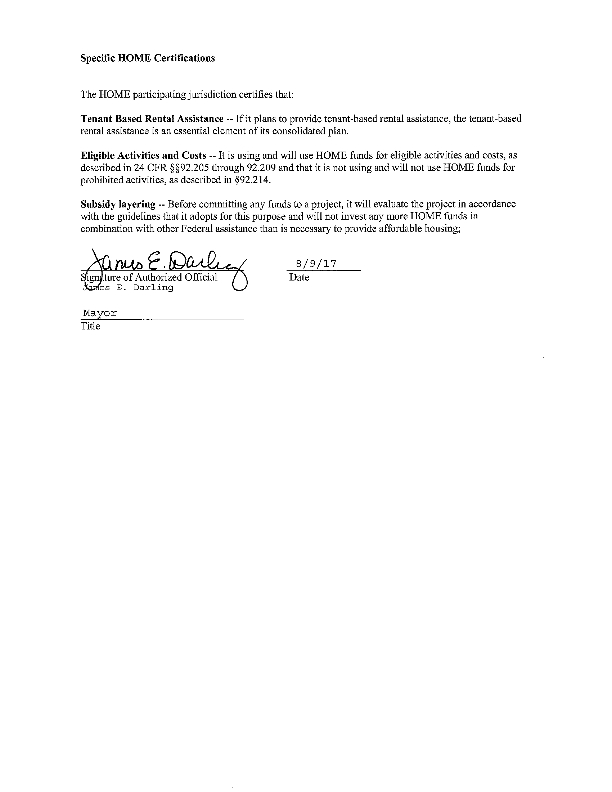 Specific HOME Certifications
The HOME participating jurisdiction certifies that:
Tenant Based Rental Assistance -- If it plans to provide tenant-based rental assistance, the tenant-based
rental assistance is an essential element of its consolidated plan.
Eligible Activities and Costs -- It is using and will use HOME funds for eligible activities and costs, as
described in 24 CFR §§92.205 through 92.209 and that it is not using and will not use HOME funds for
prohibited activities, as described in §92.214.
Subsidy layering -- Before committing any funds to a project, it will evaluate the project in accordance
with the guidelines that it adopts for this purpose and will not invest any more HOME funds in
combination with other Federal assistance than is necessary to provide affordable housing;
James E. Darling 8/9/17
Signature of Authorized Official Date
James E. Darling
Mayor
Title